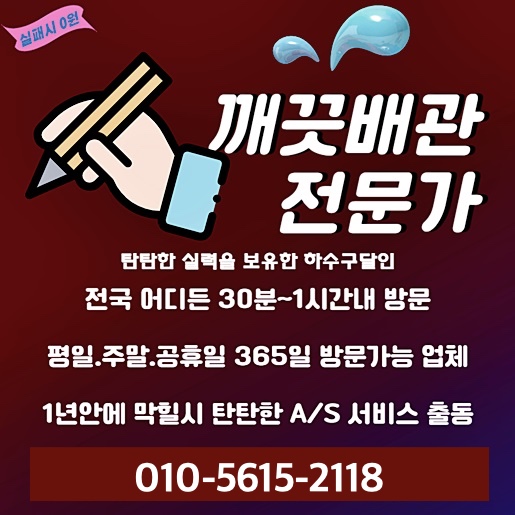 실패시 0원
깨끗배관
전문가
탄탄한 실력을 보유한 하수구달인
전국 어디든 30분~1시간내 방문
평일.주말.공휴일 365일 방문가능 업체
1년안에 막힐시 탄탄한 A/S 서비스 출동
010-5615-2118